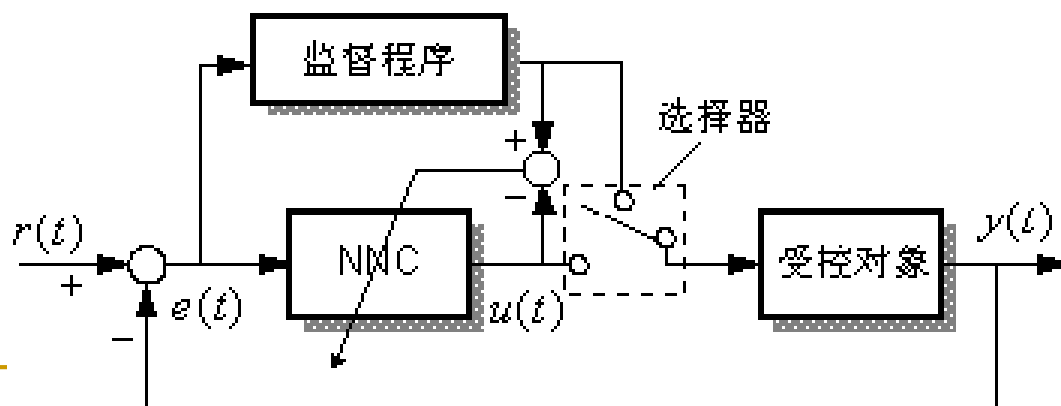 监督程序
选择器
+
-
r(t)
+
-
e(t)
NNC
u(t)
受控对象
y(t)